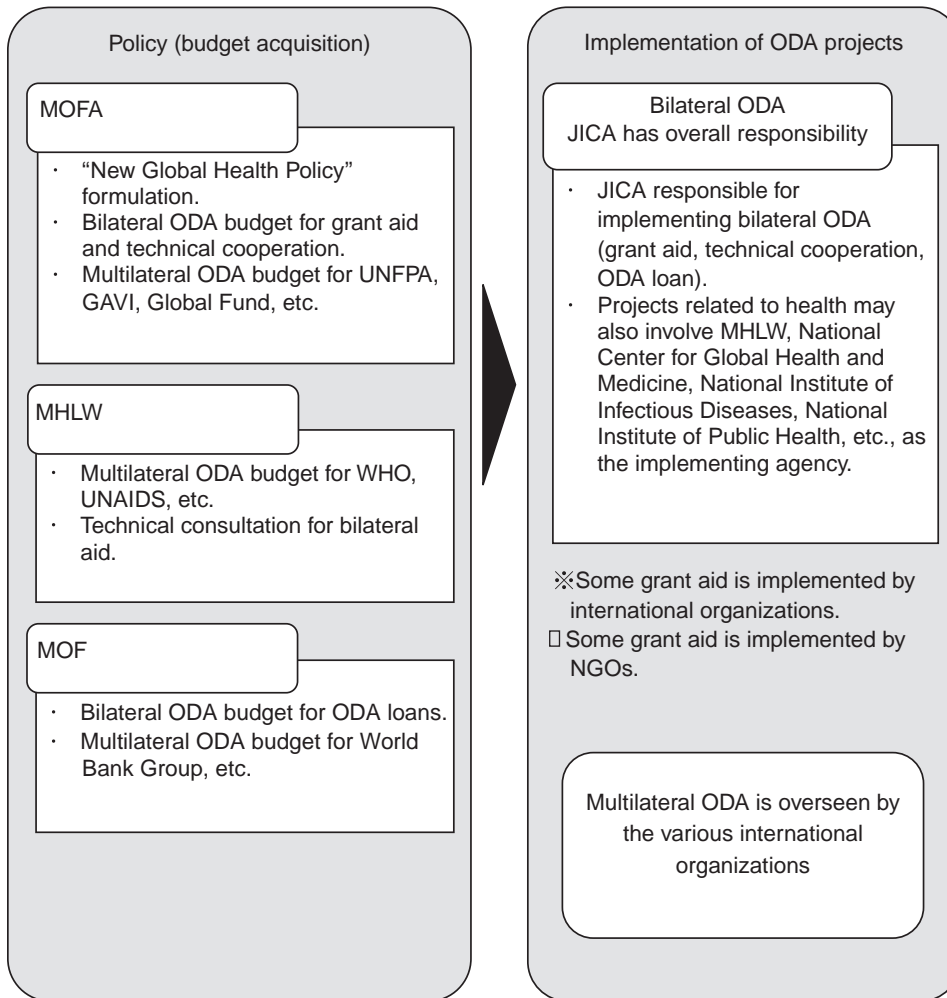 Policy (budget acquisition)
MOFA
· “New Global Health Policy”
formulation.
· Bilateral ODA budget for grant aid
and technical cooperation.
· Multilateral ODA budget for UNFPA,
GAVI, Global Fund, etc.
MHLW
· Multilateral ODA budget for WHO,
UNAIDS, etc.
· Technical consultation for bilateral
aid.
MOF
· Bilateral ODA budget for ODA loans.
· Multilateral ODA budget for World
Bank Group, etc.
Implementation of ODA projects
Bilateral ODA
JICA has overall responsibility
· JICA responsible for
implementing bilateral ODA
(grant aid, technical cooperation,
ODA loan).
· Projects related to health may
also involve MHLW, National
Center for Global Health and
Medicine, National Institute of
Infectious Diseases, National
Institute of Public Health, etc., as
the implementing agency.
※Some grant aid is implemented by
international organizations.
□ Some grant aid is implemented by
NGOs.
Multilateral ODA is overseen by
the various international
organizations